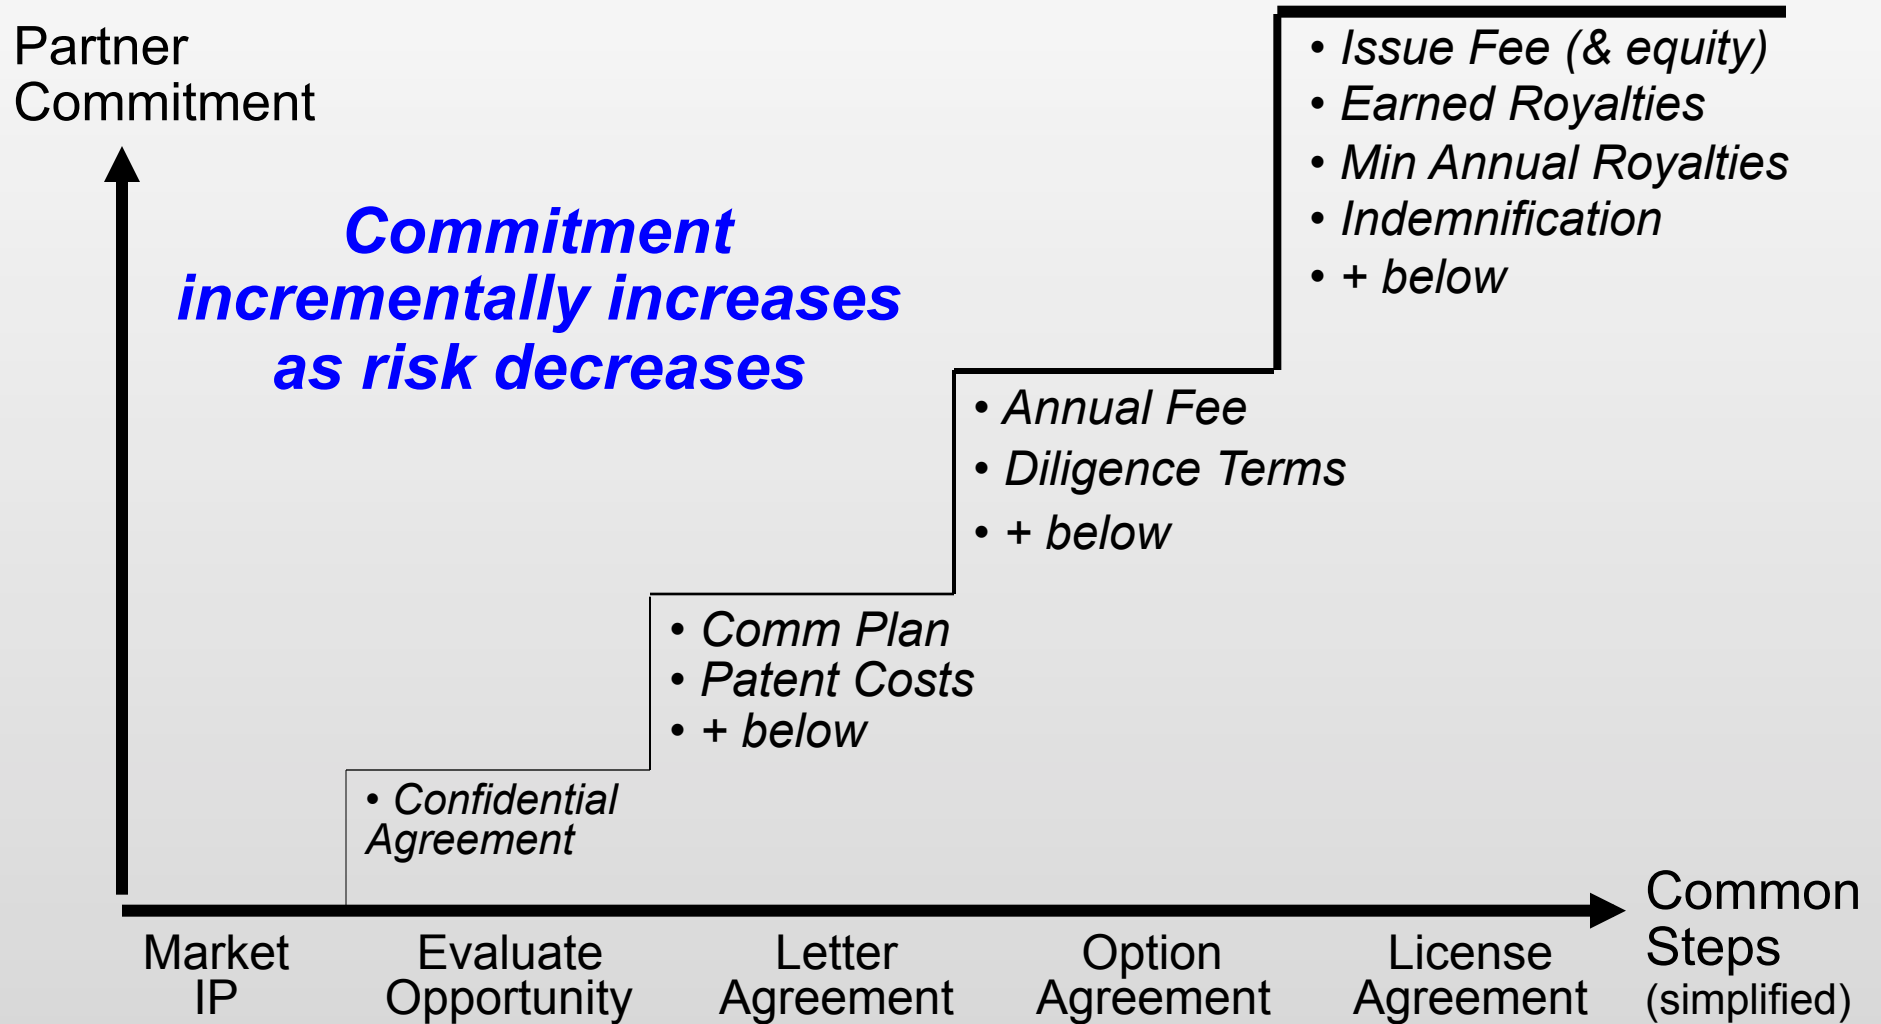 Partner
Commitment
Commitment
incrementally increases
as risk decreases
• Issue Fee (& equity)
• Earned Royalties
• Min Annual Royalties
• Indemnification
• + below
• Annual Fee
• Diligence Terms
• + below
• Comm Plan
• Patent Costs
• + below
• Confidential
Agreement
Market
IP
Evaluate
Opportunity
Letter
Agreement
Option
Agreement
License
Agreement
Common
Steps
(simplified)